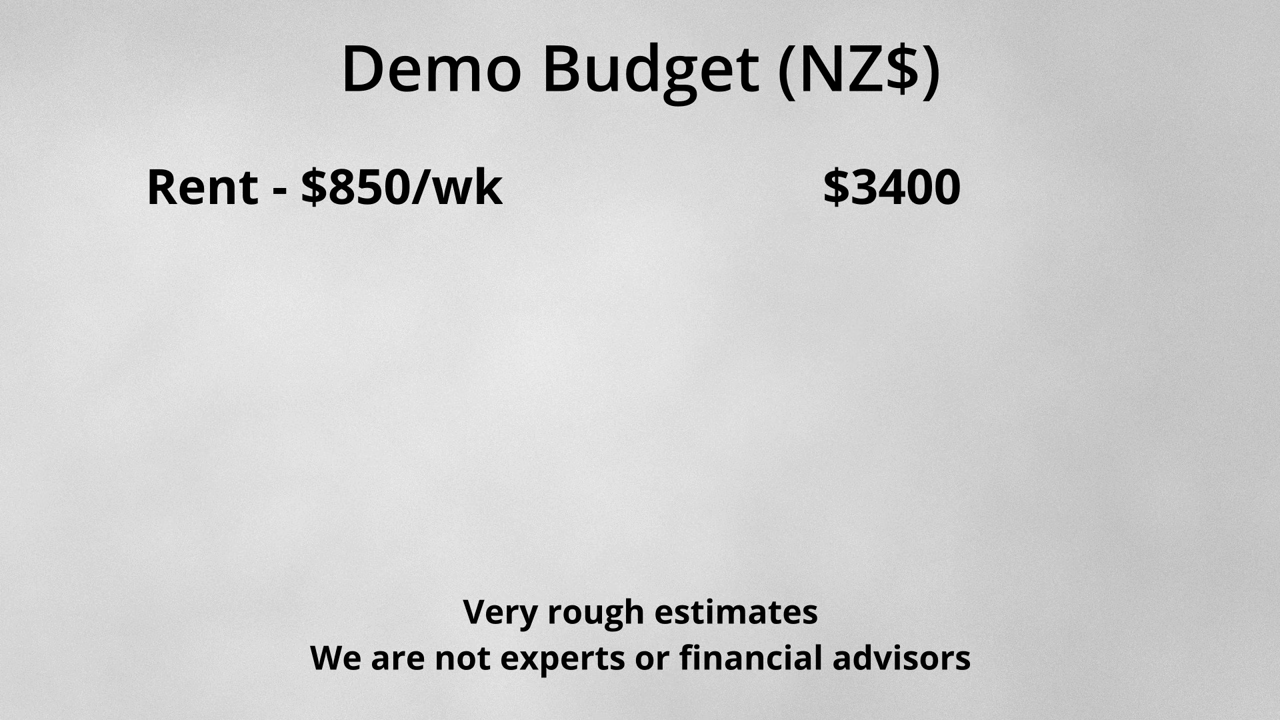 Demo Budget (NZ$)
Rent - $850/wk $3400
Very rough estimates
We are not experts or financial advisors